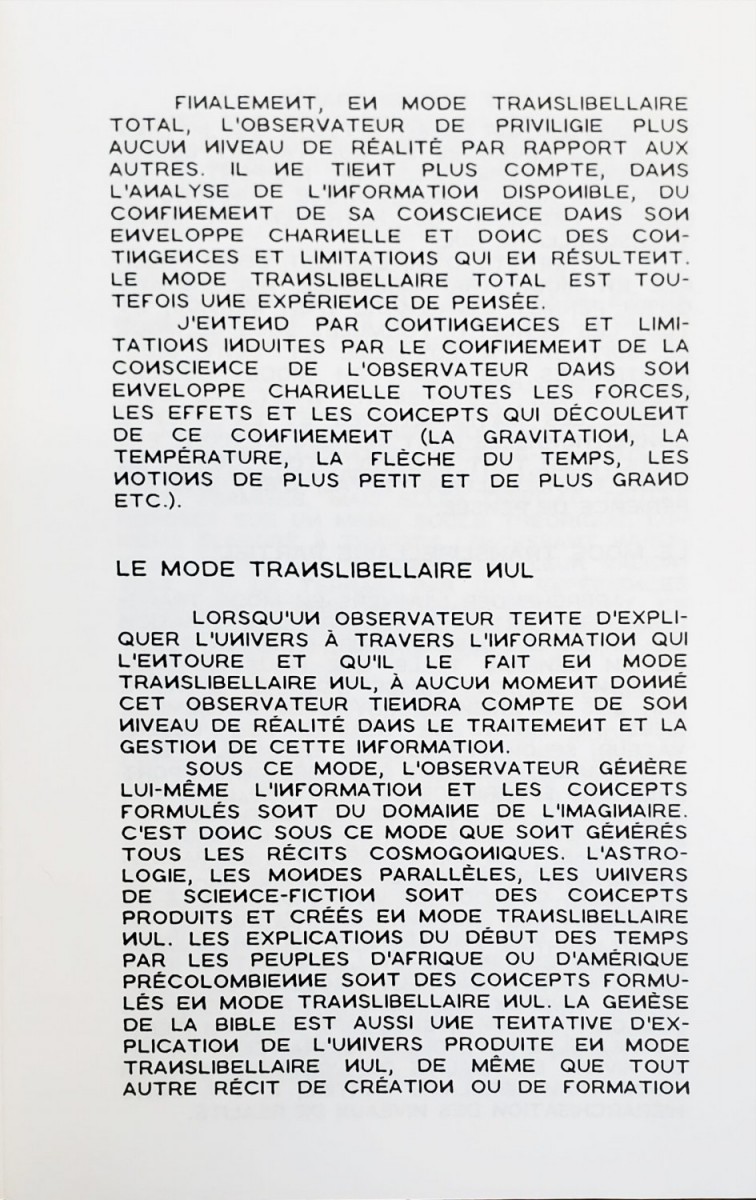 FINALEMENT, EN MODE TRANSLIBELLAIRE
TOTAL, L'OBSERVATEUR DE PRIVILIGIE PLUS
AUCUN NIVEAU DE RÉALITÉ PAR RAPPORT AUX
AUTRES. IL NE TIENT PLUS COMPTE, DANS
L'ANALYSE DE L'INFORMATION DISPONIBLE, DU
CONFINEMENT DE SA CONSCIENCE DANS SON
ENVELOPPE CHARNELLE ET DONC DES CON-
TINGENCES ET LIMITATIONS QUI EN RÉSULTENT.
LE MODE TRANSLIBELLAIRE TOTAL EST TOU-
TEFOIS UNE EXPÉRIENCE DE PENSÉE.
J'ENTEND PAR CONTINGENCES ET LIMI-
TATIONS INDUITES PAR LE CONFINEMENT DE LA
CONSCIENCE DE L'OBSERVATEUR DANS SON
ENVELOPPE CHARNELLE TOUTES LES FORCES,
LES EFFETS ET LES CONCEPTS QUI DÉCOULENT
DE CE CONFINEMENT (LA GRAVITATION, LA
TEMPÉRATURE, LA FLÈCHE DU TEMPS, LES
NOTIONS DE PLUS PETIT ET DE PLUS GRAND
ETC.).
LE MODE TRANSLIBELLAIRE NUL
LORSQU'UN OBSERVATEUR TENTE D'EXPLI-
QUER L'UNIVERS À TRAVERS L'INFORMATION QUI
L'ENTOURE ET QU'IL LE FAIT EN MODE
TRANSLIBELLAIRE NUL, À AUCUN MOMENT DONNÉ
CET OBSERVATEUR TIENDRA COMPTE DE SON
NIVEAU DE RÉALITÉ DANS LE TRAITEMENT ET LA
GESTION DE CETTE INFORMATION.
SOUS CE MODE, L'OBSERVATEUR GÉNÈRE
LUI-MÊME L'INFORMATION ET LES CONCEPTS
FORMULÉS SONT DU DOMAINE DE L'IMAGINAIRE.
C'EST DONC SOUS CE MODE QUE SONT GÉNÉRÉS
TOUS LES RÉCITS COSMOGONIQUES. L'ASTRO-
LOGIE, LES MONDES PARALLÈLES, LES UNIVERS
DE SCIENCE-FICTION SONT DES CONCEPTS
PRODUITS ET CRÉÉS EN MODE TRANSLIBELLAIRE
NUL. LES EXPLICATIONS DU DÉBUT DES TEMPS
PAR LES PEUPLES D'AFRIQUE OU D'AMÉRIQUE
PRÉCOLOMBIENNE SONT DES CONCEPTS FORMU-
LÉS EN MODE TRANSLIBELLAIRE NUL. LA GENÈSE
DE LA BIBLE EST AUSSI UNE TENTATIVE D'EX-
PLICATION DE L'UNIVERS PRODUITE EN MODE
TRANSLIBELLAIRE NUL, DE MÊME QUE TOUT
AUTRE RÉCIT DE CRÉATION OU DE FORMATION